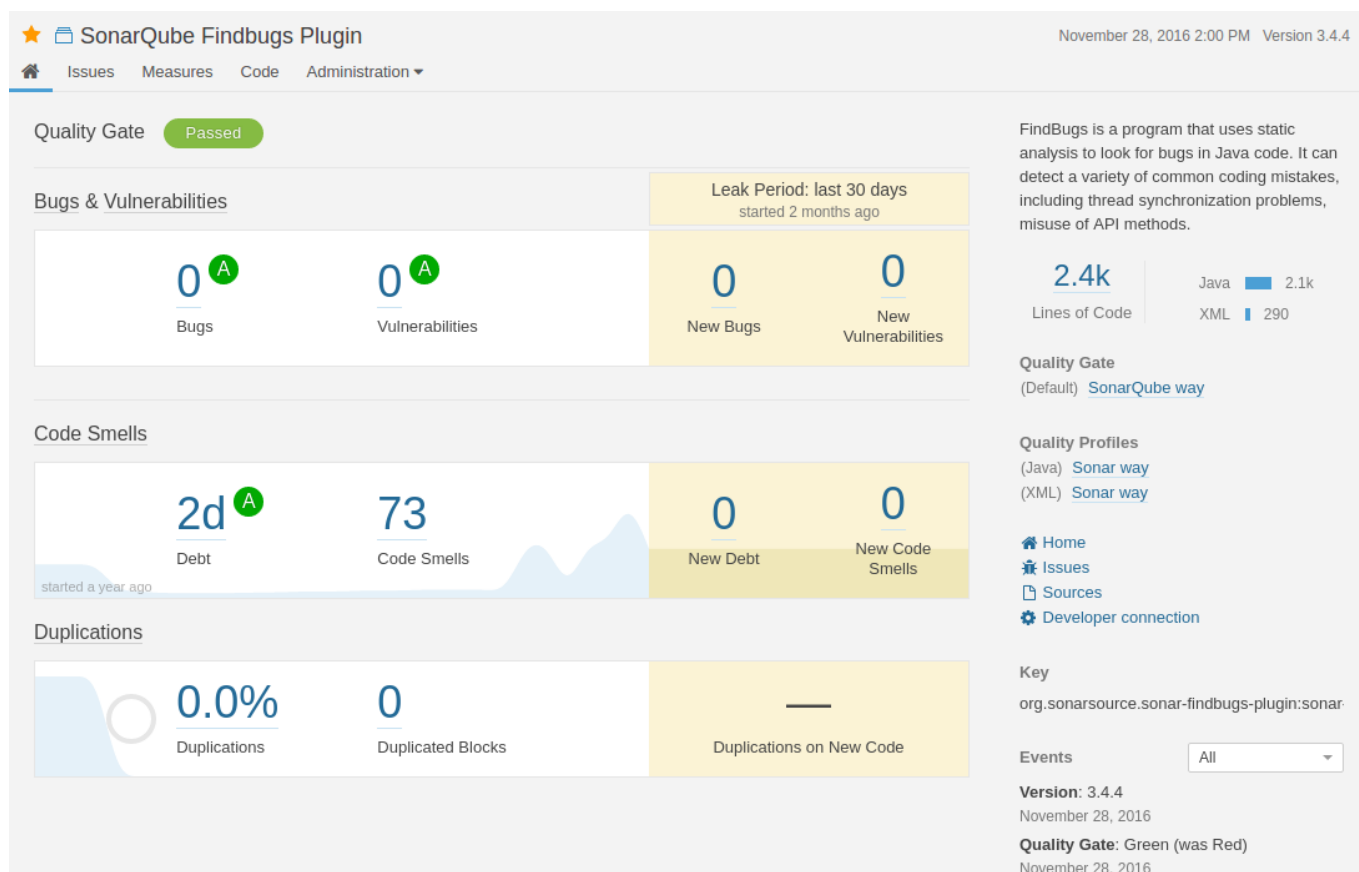 SonarQube Findbugs Plugin
November 28, 2016 2:00 PM Version 3.4.4
Issues Measures Code Administration
Quality Gate Passed
Bugs & Vulnerabilities
Leak Period: last 30 days
started 2 months ago
0 A
Bugs
0 A
Vulnerabilities
0
New Bugs
0
New
Vulnerabilities
Code Smells
2d A
Debt
73
Code Smells
started a year ago
0
New Debt
0
New Code
Smells
Duplications
0.0%
Duplications
0
Duplicated Blocks
—
Duplications on New Code
FindBugs is a program that uses static
analysis to look for bugs in Java code. It can
detect a variety of common coding mistakes,
including thread synchronization problems,
misuse of API methods.
2.4k
Lines of Code
Java 2.1k
XML 290
Quality Gate
(Default) SonarQube way
Quality Profiles
(Java) Sonar way
(XML) Sonar way
Home
Issues
Sources
Developer connection
Key
org.sonarsource.sonar-findbugs-plugin:sonar-
Events All
Version: 3.4.4
November 28, 2016
Quality Gate: Green (was Red)
November 28, 2016